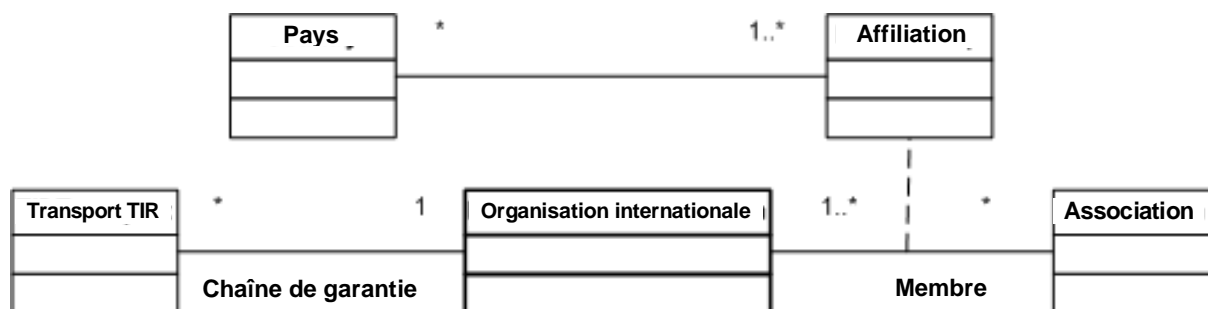 Pays * 1..* Affiliation
Transport TIR * 1 Organisation internationale 1..* * Association
Chaîne de garantie Membre